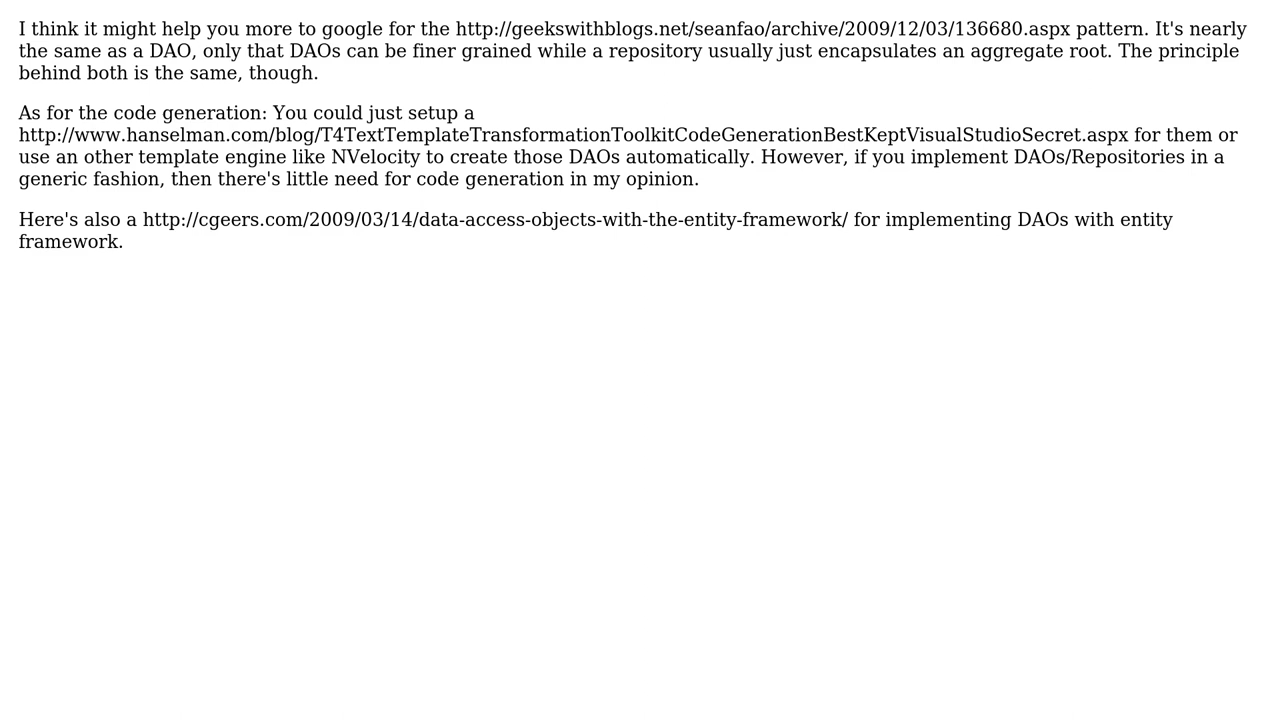 I think it might help you more to google for the http://geekswithblogs.net/seanfao/archive/2009/12/03/136680.aspx pattern. It's nearly
the same as a DAO, only that DAOs can be finer grained while a repository usually just encapsulates an aggregate root. The principle
behind both is the same, though.
As for the code generation: You could just setup a
http://www.hanselman.com/blog/T4TextTemplateTransformationToolkitCodeGenerationBestKeptVisualStudioSecret.aspx for them or
use an other template engine like NVelocity to create those DAOs automatically. However, if you implement DAOs/Repositories in a
generic fashion, then there's little need for code generation in my opinion.
Here's also a http://cgeers.com/2009/03/14/data-access-objects-with-the-entity-framework/ for implementing DAOs with entity
framework.